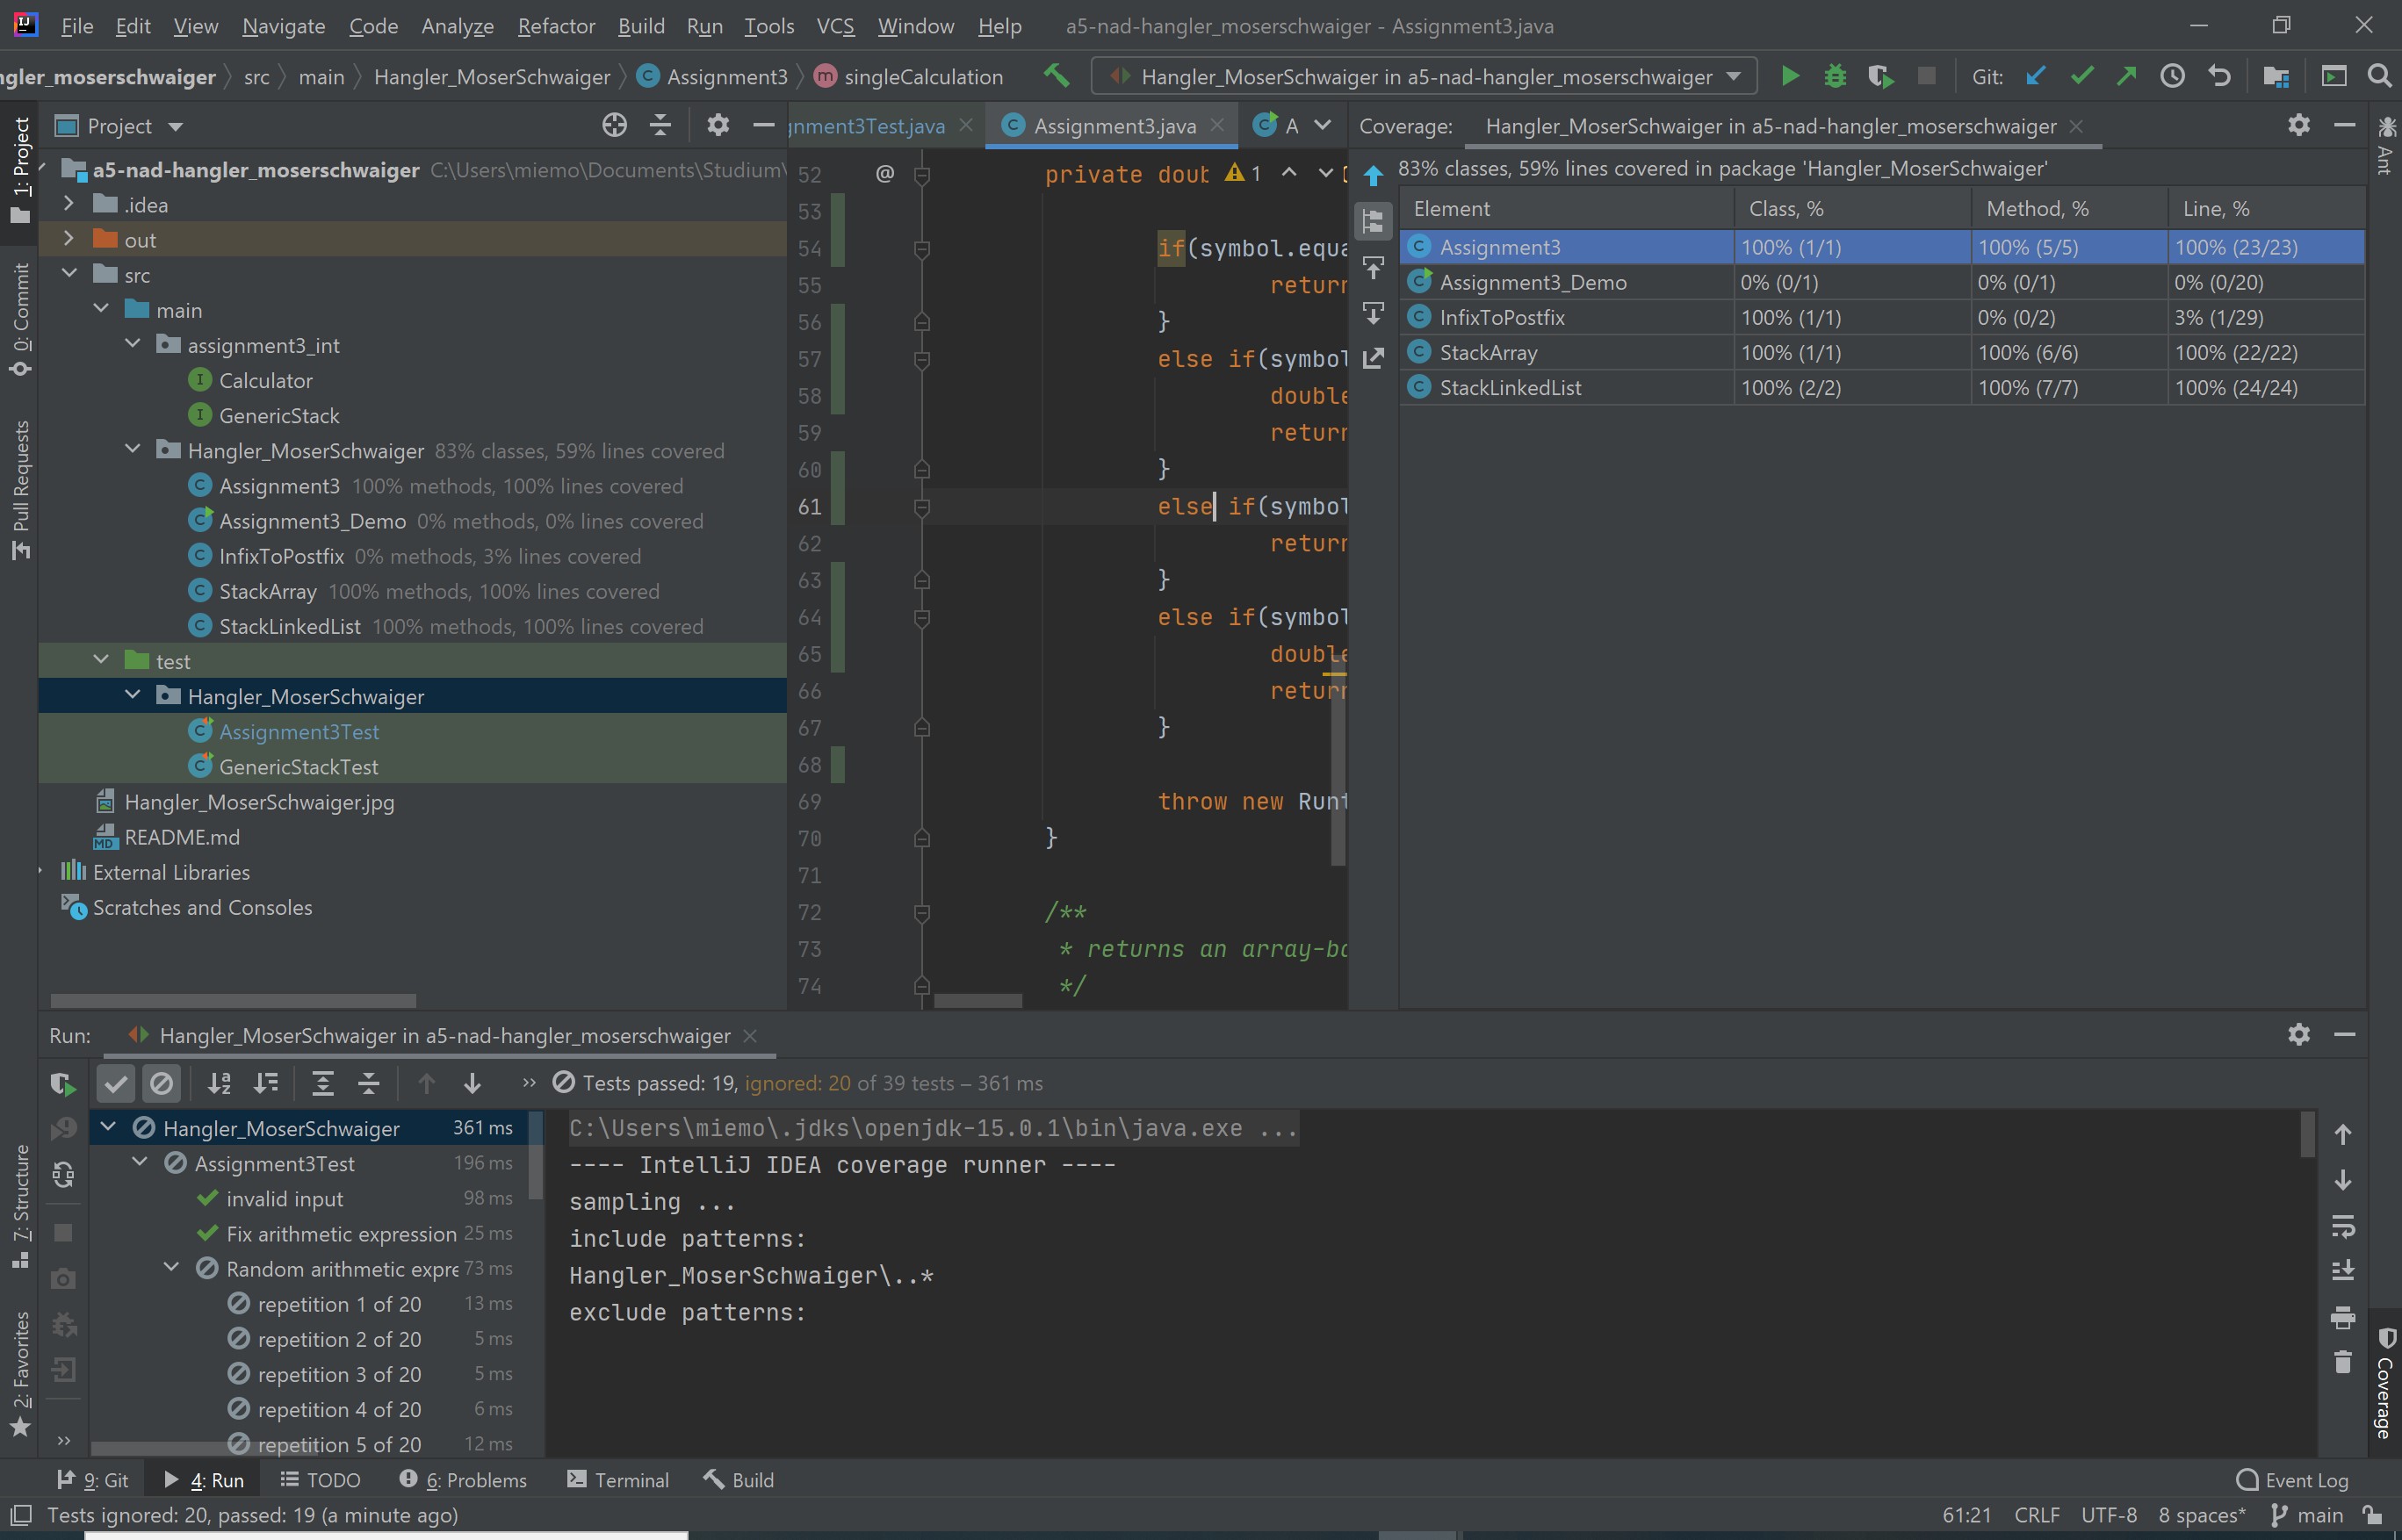 File Edit View Navigate Code Analyze Refactor Build Run Tools VCS Window Help a5-nad-hangler_moserschwaiger - Assignment3.java
ngler_moserschwaiger src main Hangler_MoserSchwaiger Assignment3 singleCalculation Hangler_MoserSchwaiger in a5-nad-hangler_moserschwaiger Git:
1: Project
0: Commit
Pull Requests
7: Structure
2: Favorites
Project
a5-nad-hangler_moserschwaiger C:\Users\miemo\Documents\Studium\
.idea
out
src
main
assignment3_int
Calculator
GenericStack
Hangler_MoserSchwaiger 83% classes, 59% lines covered
Assignment3 100% methods, 100% lines covered
Assignment3_Demo 0% methods, 0% lines covered
InfixToPostfix 0% methods, 3% lines covered
StackArray 100% methods, 100% lines covered
StackLinkedList 100% methods, 100% lines covered
test
Hangler_MoserSchwaiger
Assignment3Test
GenericStackTest
Hangler_MoserSchwaiger.jpg
README.md
External Libraries
Scratches and Consoles
gnment3Test.java Assignment3.java A
52 @ private doub 1
53
54 if(symbol.equa
55 return
56 }
57 else if(symbol
58 double
59 return
60 }
61 else if(symbol
62 return
63 }
64 else if(symbol
65 double
66 return
67 }
68
69 throw new Runt
70 }
71
72 /**
73 * returns an array-ba
74 */
Coverage: Hangler_MoserSchwaiger in a5-nad-hangler_moserschwaiger
83% classes, 59% lines covered in package 'Hangler_MoserSchwaiger'
Element Class, % Method, % Line, %
Assignment3 100% (1/1) 100% (5/5) 100% (23/23)
Assignment3_Demo 0% (0/1) 0% (0/1) 0% (0/20)
InfixToPostfix 100% (1/1) 0% (0/2) 3% (1/29)
StackArray 100% (1/1) 100% (6/6) 100% (22/22)
StackLinkedList 100% (2/2) 100% (7/7) 100% (24/24)
Ant
Coverage
Run: Hangler_MoserSchwaiger in a5-nad-hangler_moserschwaiger
Tests passed: 19, ignored: 20 of 39 tests – 361 ms
Hangler_MoserSchwaiger 361 ms
Assignment3Test 196 ms
invalid input 98 ms
Fix arithmetic expression 25 ms
Random arithmetic expre 73 ms
repetition 1 of 20 13 ms
repetition 2 of 20 5 ms
repetition 3 of 20 5 ms
repetition 4 of 20 6 ms
repetition 5 of 20 12 ms
C:\Users\miemo\.jdks\openjdk-15.0.1\bin\java.exe ...
---- IntelliJ IDEA coverage runner ----
sampling ...
include patterns:
Hangler_MoserSchwaiger\..*
exclude patterns:
9: Git 4: Run TODO 6: Problems Terminal Build Event Log
Tests ignored: 20, passed: 19 (a minute ago) 61:21 CRLF UTF-8 8 spaces* main